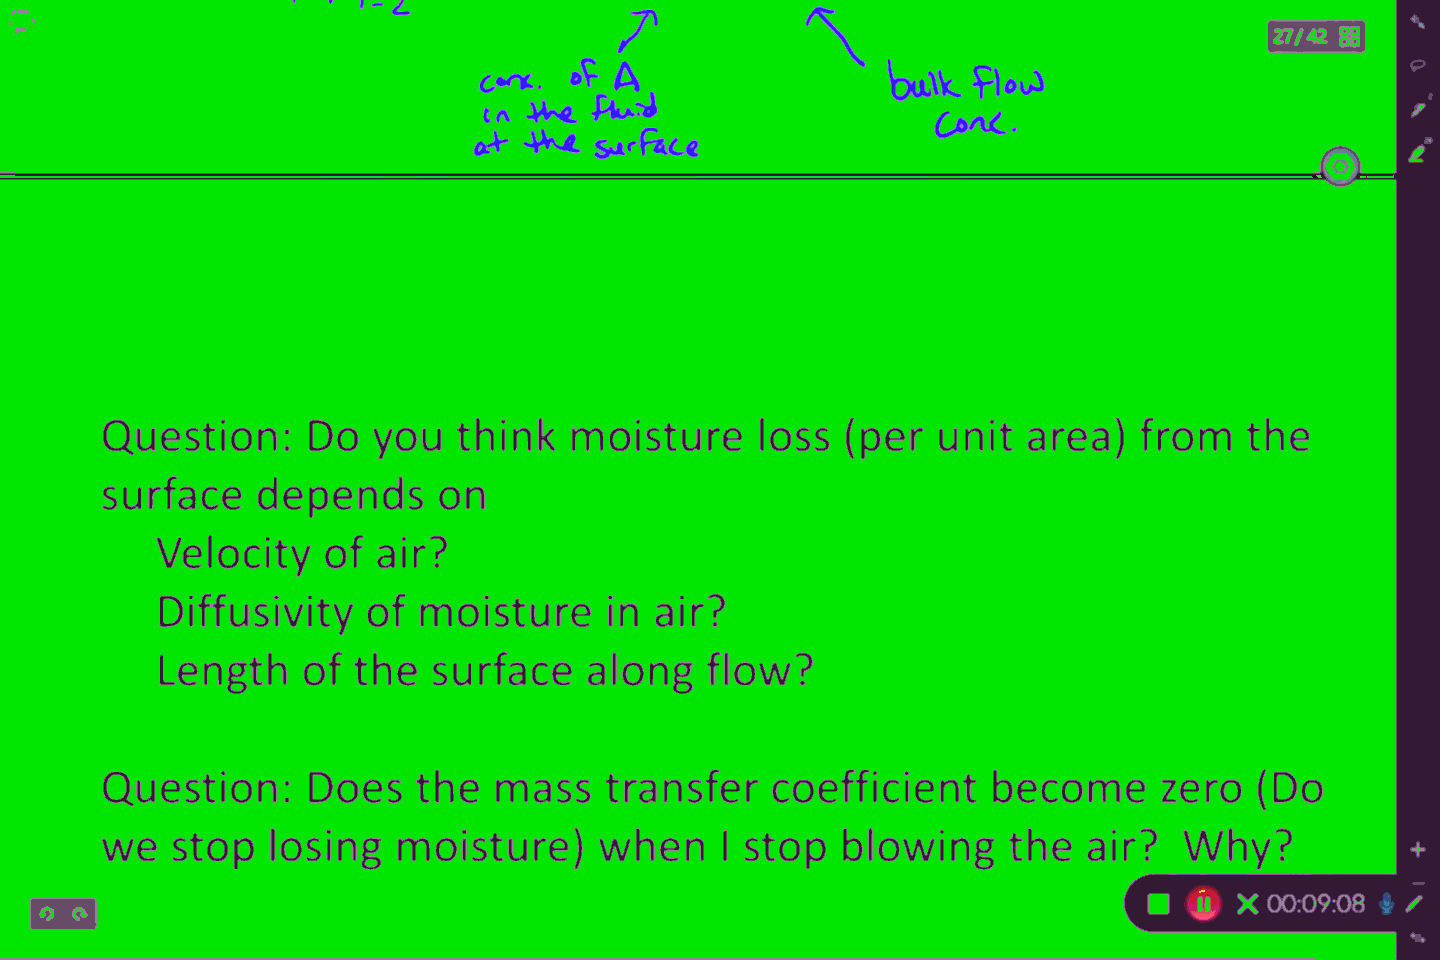 27/42
conc. of A
in the fluid
at the surface
bulk flow
conc.
Question: Do you think moisture loss (per unit area) from the
surface depends on
Velocity of air?
Diffusivity of moisture in air?
Length of the surface along flow?
Question: Does the mass transfer coefficient become zero (Do
we stop losing moisture) when I stop blowing the air? Why?
00:09:08